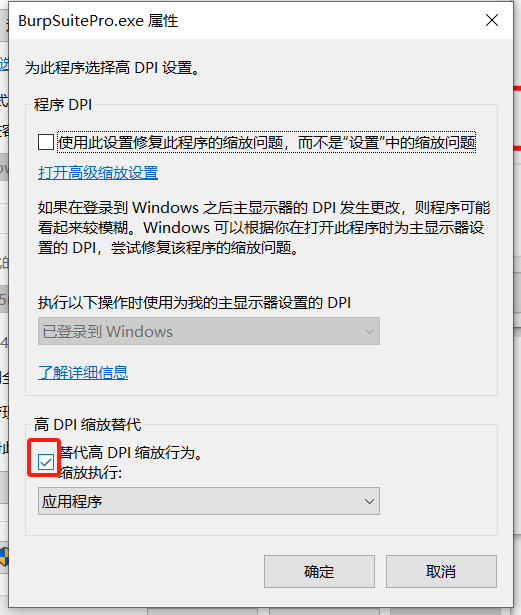 BurpSuitePro.exe 属性
为此程序选择高 DPI 设置。
程序 DPI
使用此设置修复此程序的缩放问题，而不是“设置”中的缩放问题
打开高级缩放设置
如果在登录到 Windows 之后主显示器的 DPI 发生更改，则程序可能
看起来较模糊。Windows 可以根据你在打开此程序时为主显示器设
置的 DPI，尝试修复该程序的缩放问题。
执行以下操作时使用为我的主显示器设置的 DPI
已登录到 Windows
了解详细信息
高 DPI 缩放替代
替代高 DPI 缩放行为。
缩放执行:
应用程序
确定
取消